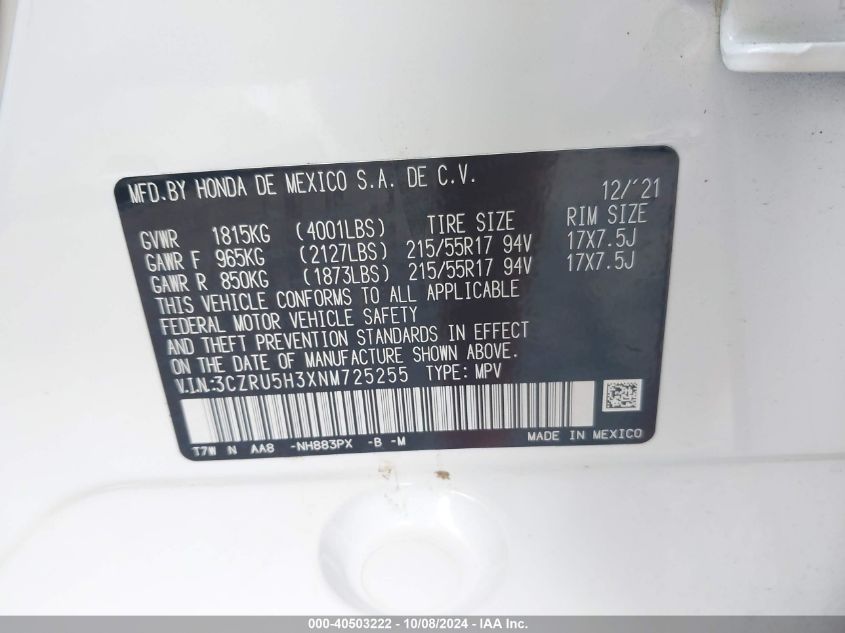 MFD.BY HONDA DE MEXICO S.A. DE C.V. 12/'21
GVWR 1815KG (4001LBS) TIRE SIZE RIM SIZE
GAWR F 965KG (2127LBS) 215/55R17 94V 17X7.5J
GAWR R 850KG (1873LBS) 215/55R17 94V 17X7.5J
THIS VEHICLE CONFORMS TO ALL APPLICABLE
FEDERAL MOTOR VEHICLE SAFETY
AND THEFT PREVENTION STANDARDS IN EFFECT
ON THE DATE OF MANUFACTURE SHOWN ABOVE.
V.I.N:3CZRU5H3XNM725255 TYPE: MPV
T7W N AA8 -NH883PX -B -M MADE IN MEXICO
000-40503222 - 10/08/2024 - IAA Inc.